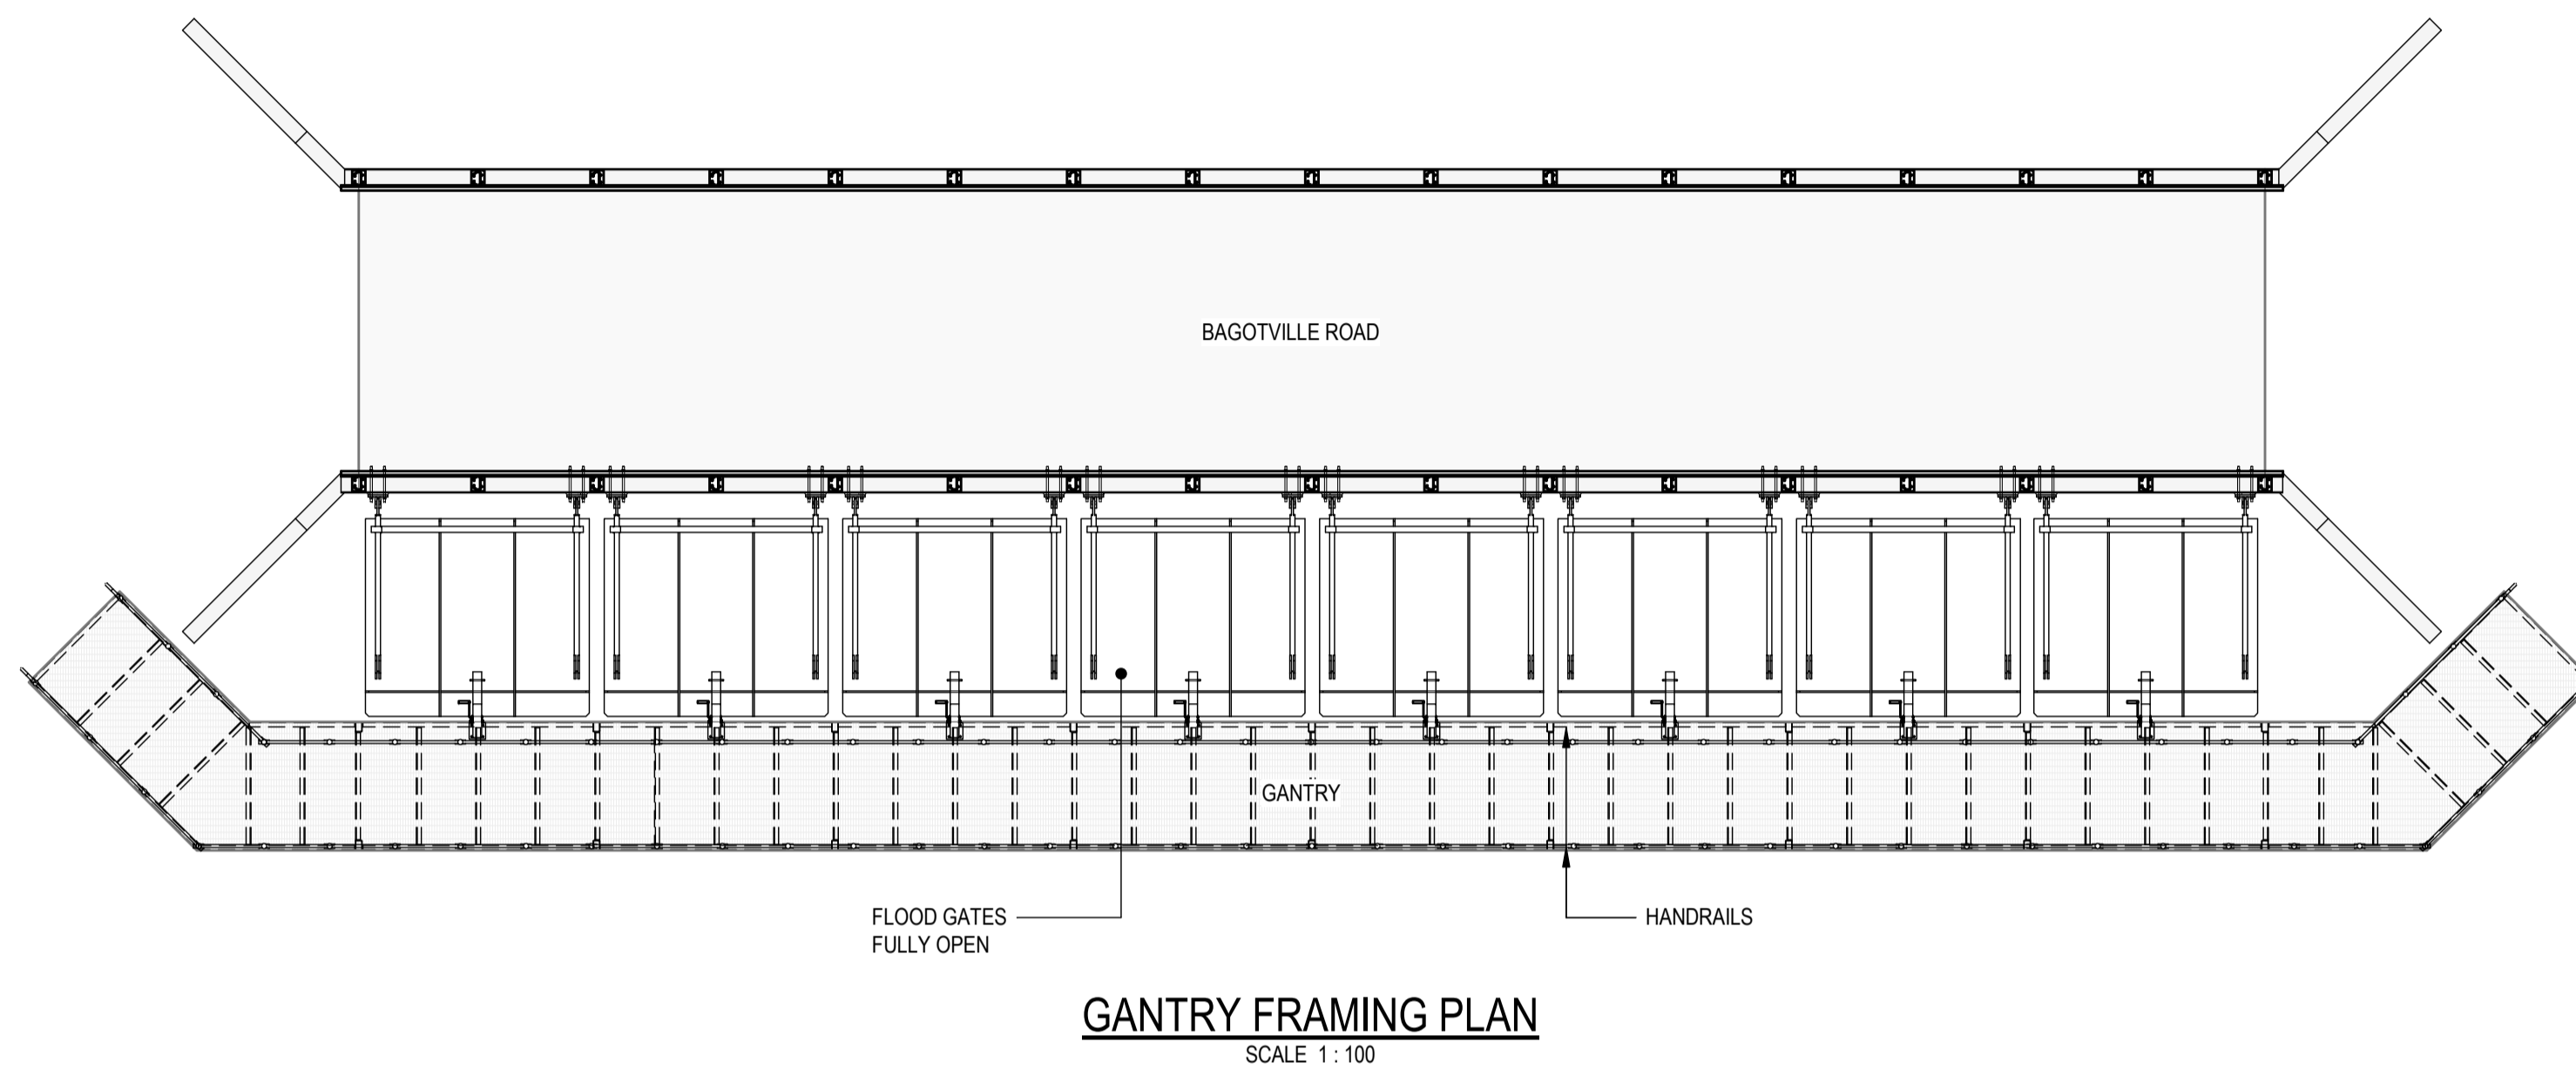 BAGOTVILLE ROAD
GANTRY
FLOOD GATES
FULLY OPEN
HANDRAILS
GANTRY FRAMING PLAN
SCALE 1 : 100